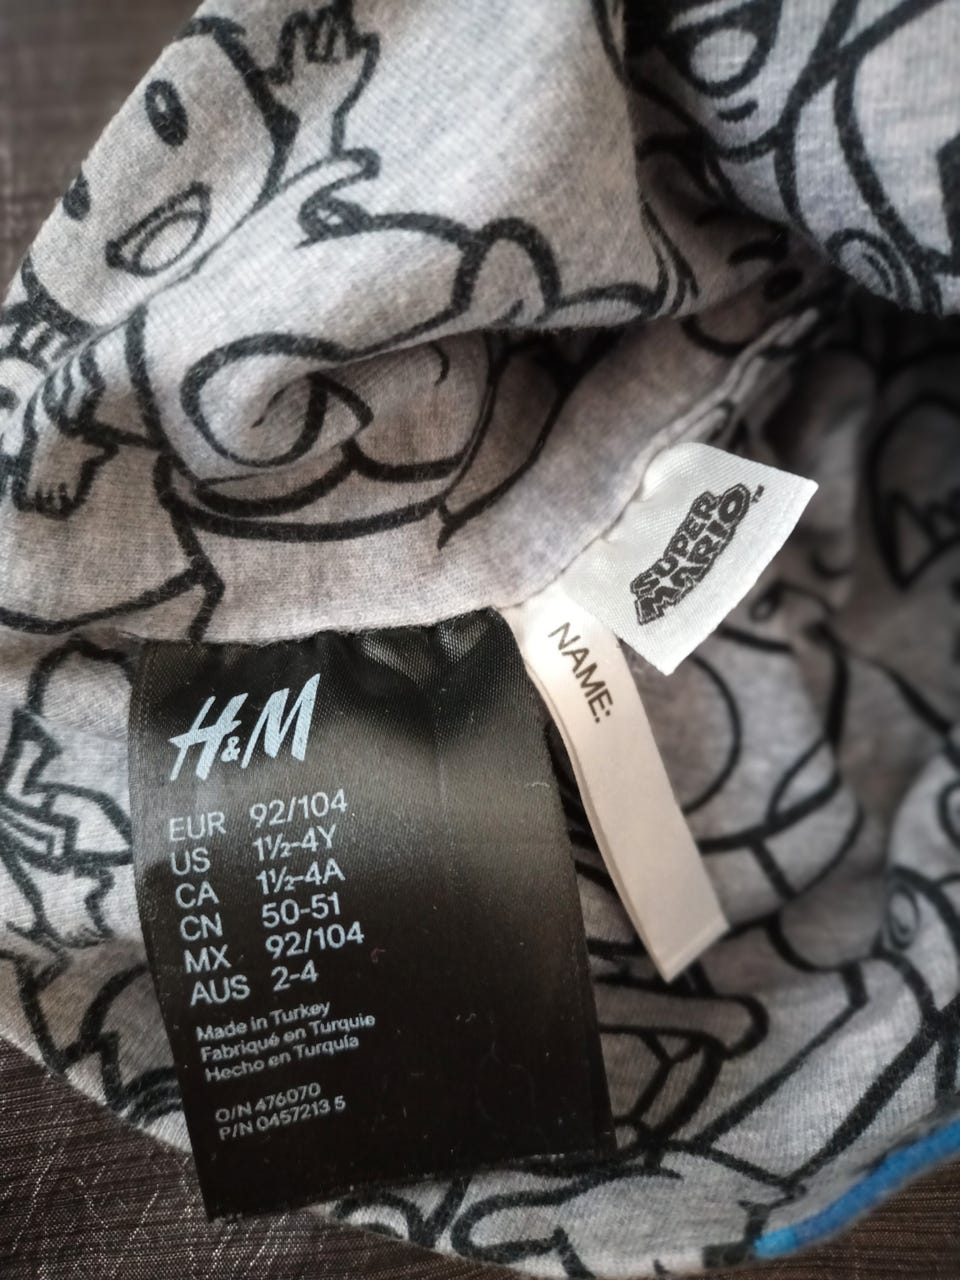 SUPER
MARIO™
NAME:
H&M
EUR 92/104
US 1½-4Y
CA 1½-4A
CN 50-51
MX 92/104
AUS 2-4
Made in Turkey
Fabriqué en Turquie
Hecho en Turquía
O/N 476070
P/N 0457213 5